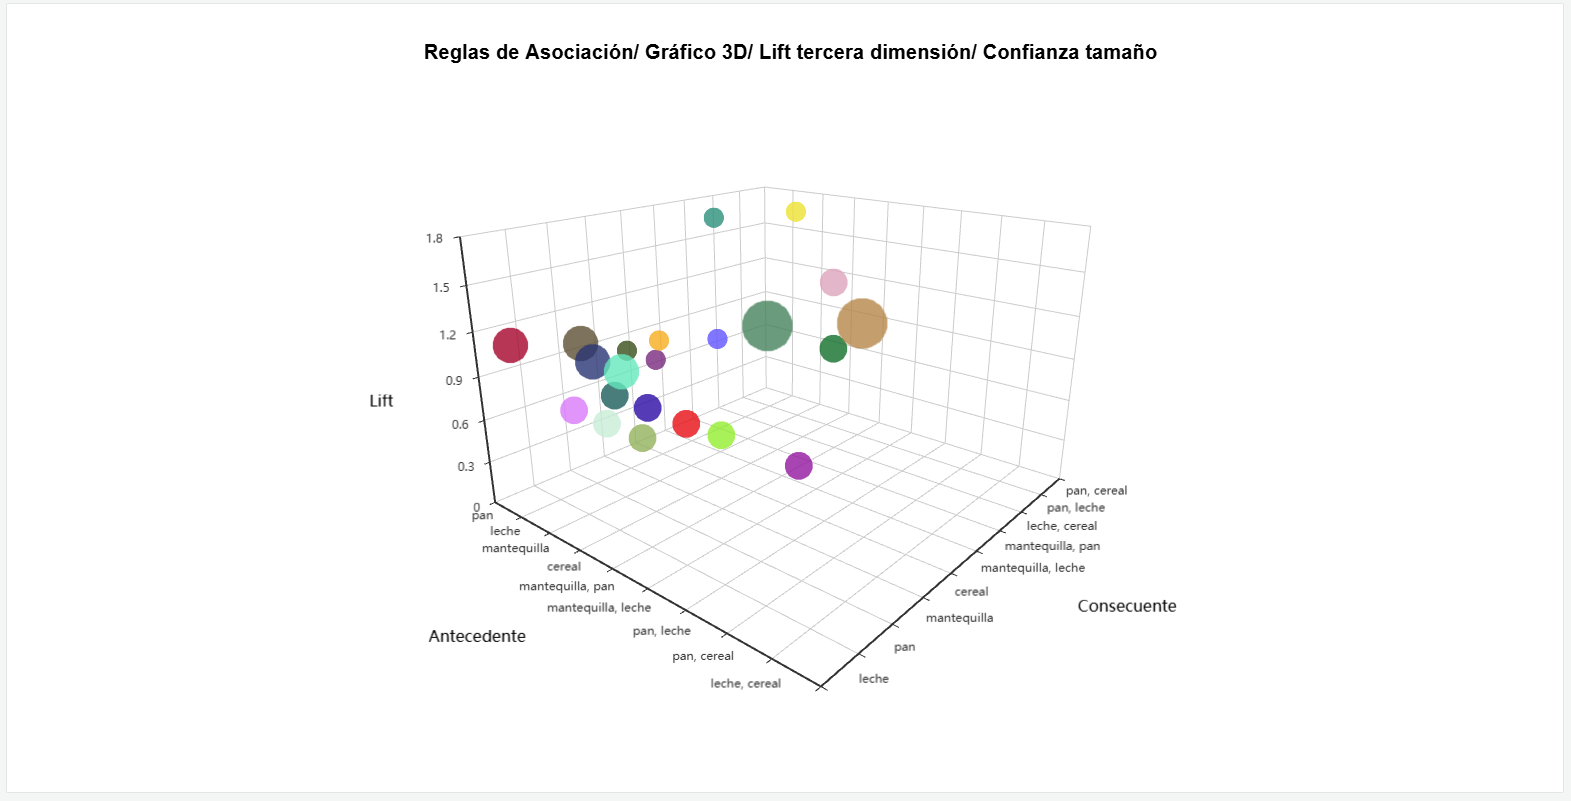 Reglas de Asociación/ Gráfico 3D/ Lift tercera dimensión/ Confianza tamaño
1.8
1.5
1.2
0.9
0.6
0.3
0
Lift
pan
leche
mantequilla
cereal
mantequilla, pan
mantequilla, leche
pan, leche
pan, cereal
leche, cereal
Antecedente
pan, cereal
pan, leche
leche, cereal
mantequilla, pan
mantequilla, leche
cereal
mantequilla
pan
leche
Consecuente